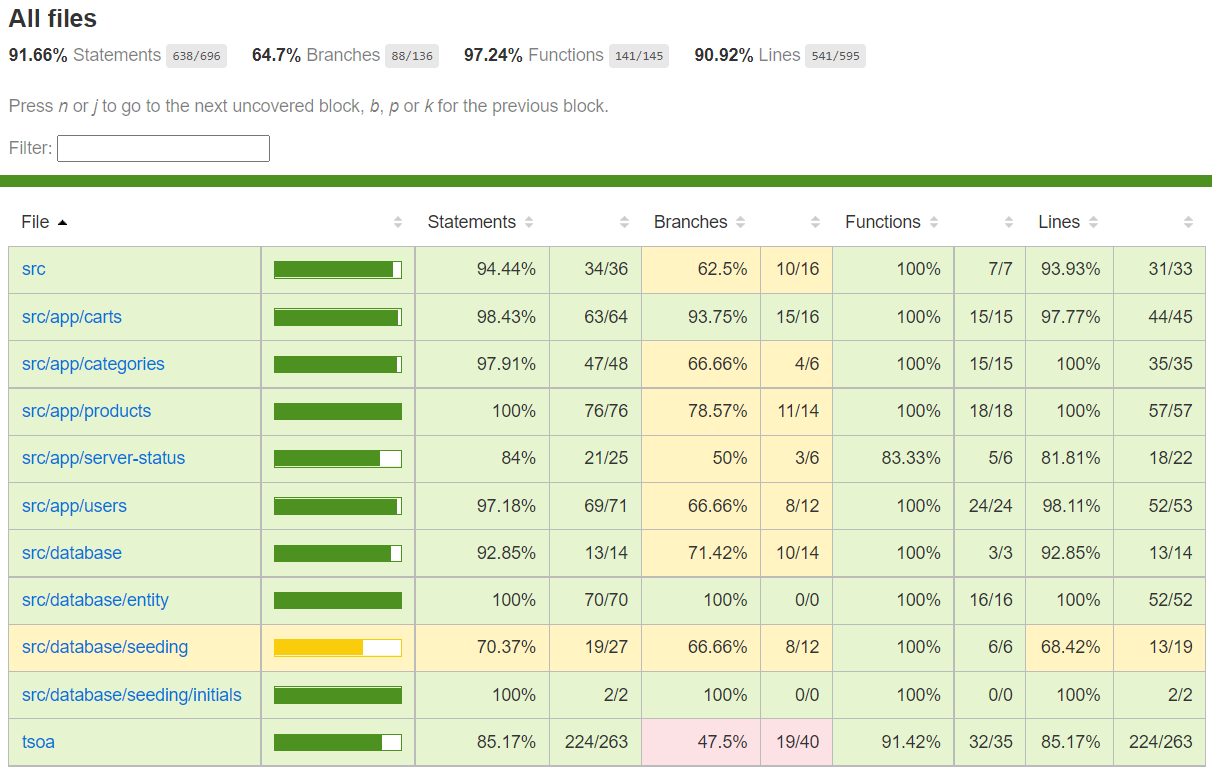 All files
91.66% Statements 638/696 64.7% Branches 88/136 97.24% Functions 141/145 90.92% Lines 541/595
Press n or j to go to the next uncovered block, b, p or k for the previous block.
Filter:
File Statements Branches Functions Lines
src 94.44% 34/36 62.5% 10/16 100% 7/7 93.93% 31/33
src/app/carts 98.43% 63/64 93.75% 15/16 100% 15/15 97.77% 44/45
src/app/categories 97.91% 47/48 66.66% 4/6 100% 15/15 100% 35/35
src/app/products 100% 76/76 78.57% 11/14 100% 18/18 100% 57/57
src/app/server-status 84% 21/25 50% 3/6 83.33% 5/6 81.81% 18/22
src/app/users 97.18% 69/71 66.66% 8/12 100% 24/24 98.11% 52/53
src/database 92.85% 13/14 71.42% 10/14 100% 3/3 92.85% 13/14
src/database/entity 100% 70/70 100% 0/0 100% 16/16 100% 52/52
src/database/seeding 70.37% 19/27 66.66% 8/12 100% 6/6 68.42% 13/19
src/database/seeding/initials 100% 2/2 100% 0/0 100% 0/0 100% 2/2
tsoa 85.17% 224/263 47.5% 19/40 91.42% 32/35 85.17% 224/263